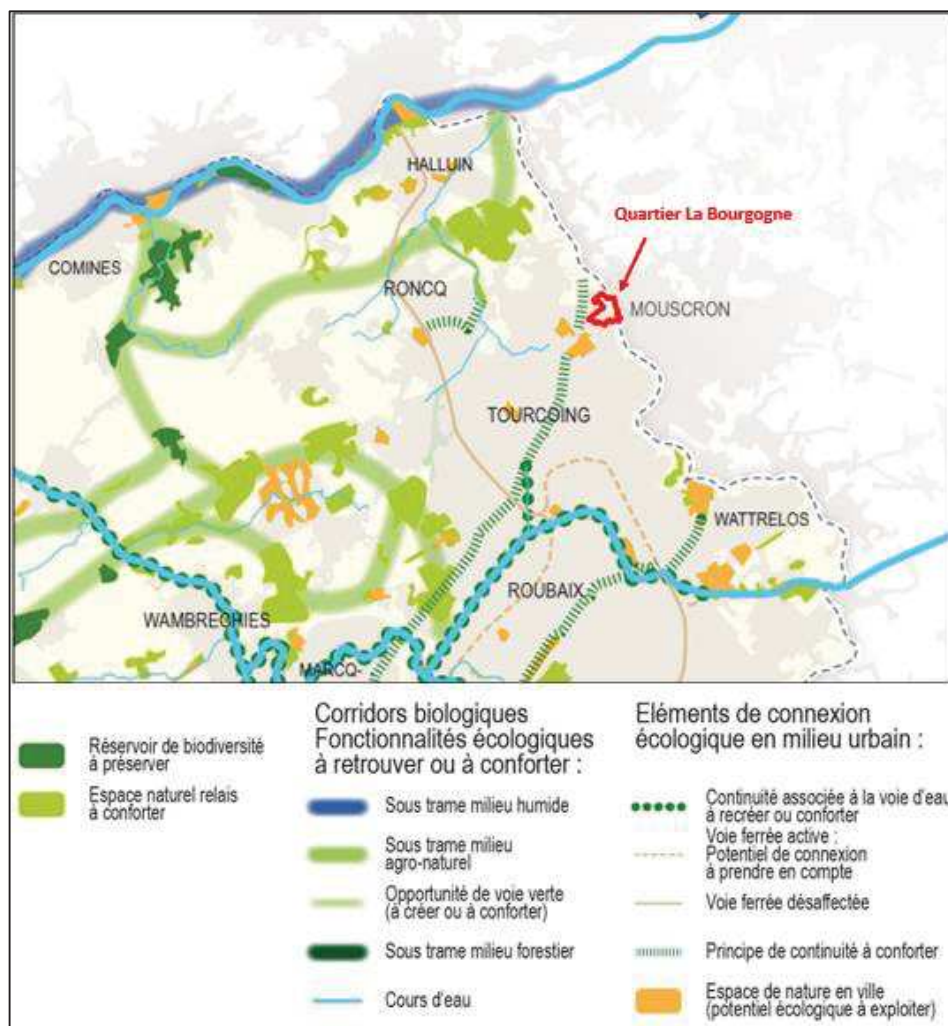 HALLUIN
Quartier La Bourgogne
COMINES
RONCQ
MOUSCRON
TOURCOING
WATTRELOS
ROUBAIX
WAMBRECHIES
MARCQ-
Réservoir de biodiversité
à préserver
Espace naturel relais
à conforter
Corridors biologiques
Fonctionnalités écologiques
à retrouver ou à conforter :
Sous trame milieu humide
Sous trame milieu
agro-naturel
Opportunité de voie verte
(à créer ou à conforter)
Sous trame milieu forestier
Cours d'eau
Eléments de connexion
écologique en milieu urbain :
Continuité associée à la voie d'eau
à recréer ou conforter
Voie ferrée active :
Potentiel de connexion
à prendre en compte
Voie ferrée désaffectée
Principe de continuité à conforter
Espace de nature en ville
(potentiel écologique à exploiter)